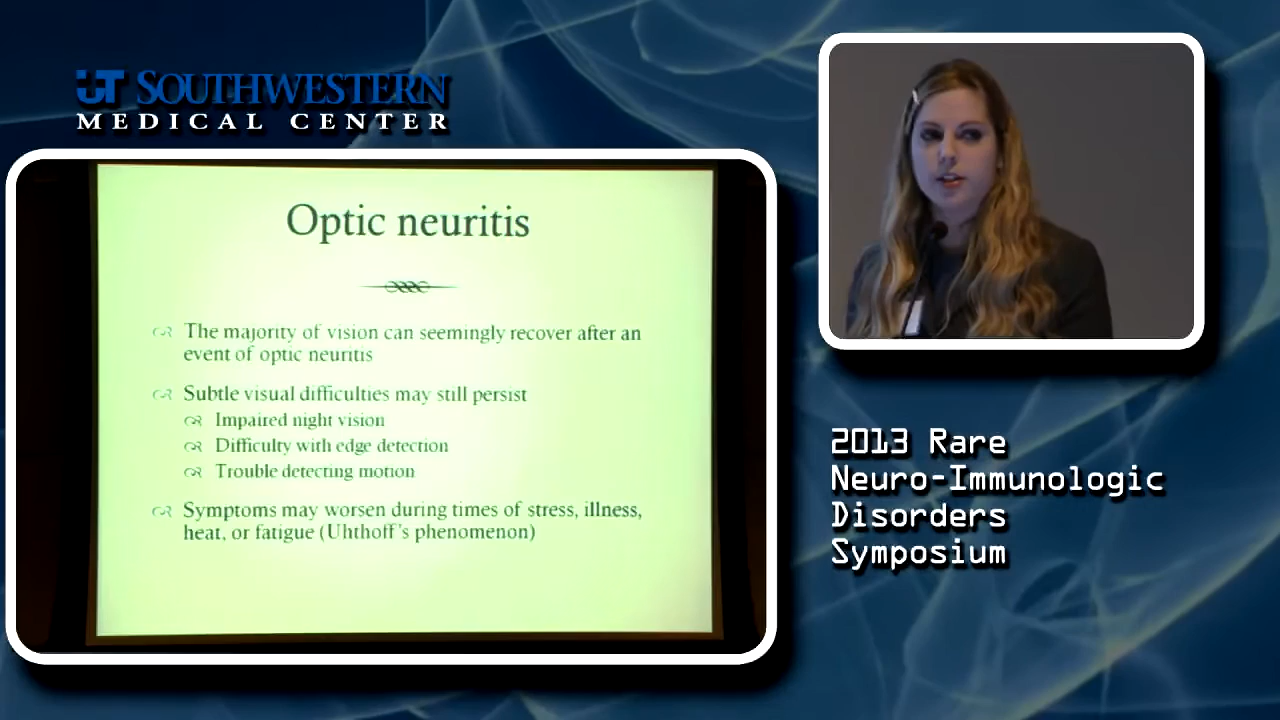 UT SOUTHWESTERN
MEDICAL CENTER
Optic neuritis
The majority of vision can seemingly recover after an
event of optic neuritis
Subtle visual difficulties may still persist
Impaired night vision
Difficulty with edge detection
Trouble detecting motion
Symptoms may worsen during times of stress, illness,
heat, or fatigue (Uhthoff's phenomenon)
2013 Rare
Neuro-Immunologic
Disorders
Symposium